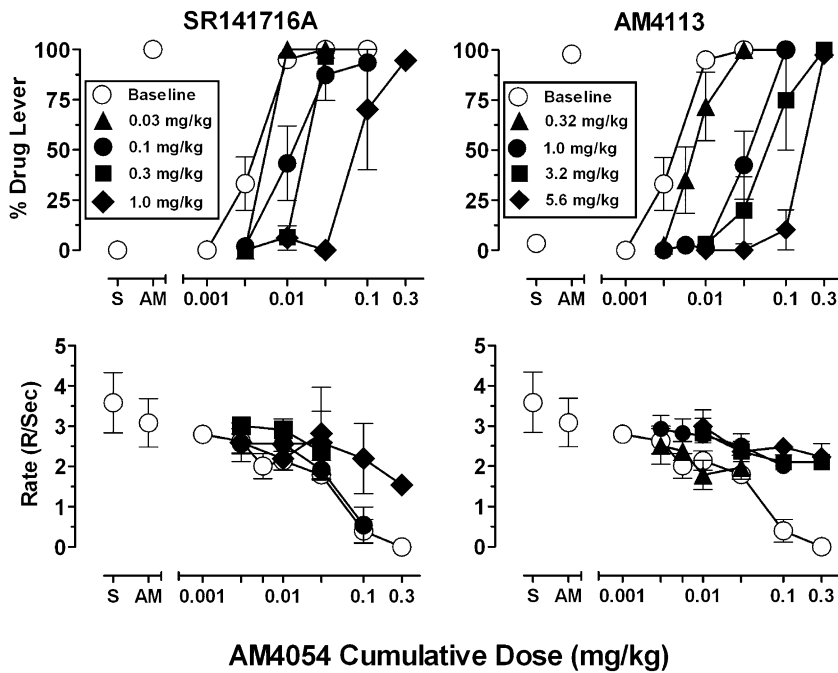 SR141716A
AM4113
% Drug Lever
100
75
50
25
0
Baseline
0.03 mg/kg
0.1 mg/kg
0.3 mg/kg
1.0 mg/kg
S AM 0.001 0.01 0.1 0.3
100
75
50
25
0
Baseline
0.32 mg/kg
1.0 mg/kg
3.2 mg/kg
5.6 mg/kg
S AM 0.001 0.01 0.1 0.3
Rate (R/Sec)
5
4
3
2
1
0
S AM 0.001 0.01 0.1 0.3
5
4
3
2
1
0
S AM 0.001 0.01 0.1 0.3
AM4054 Cumulative Dose (mg/kg)